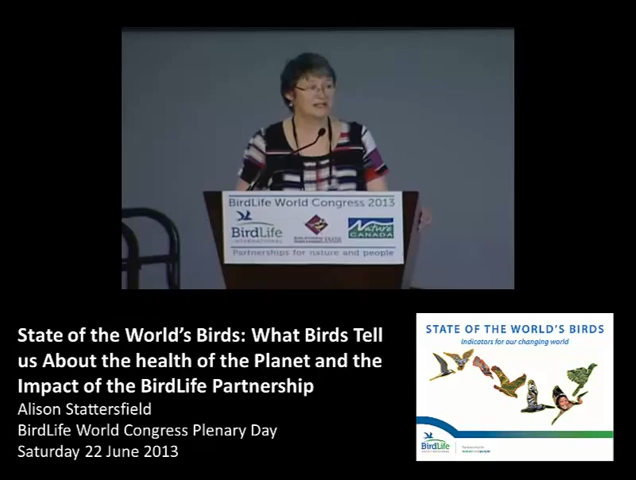 BirdLife World Congress 2013
BirdLife
INTERNATIONAL
NATURE
CANADA
Partnerships for nature and people
State of the World's Birds: What Birds Tell
us About the health of the Planet and the
Impact of the BirdLife Partnership
Alison Stattersfield
BirdLife World Congress Plenary Day
Saturday 22 June 2013
STATE OF THE WORLD'S BIRDS
Indicators for our changing world
BirdLife